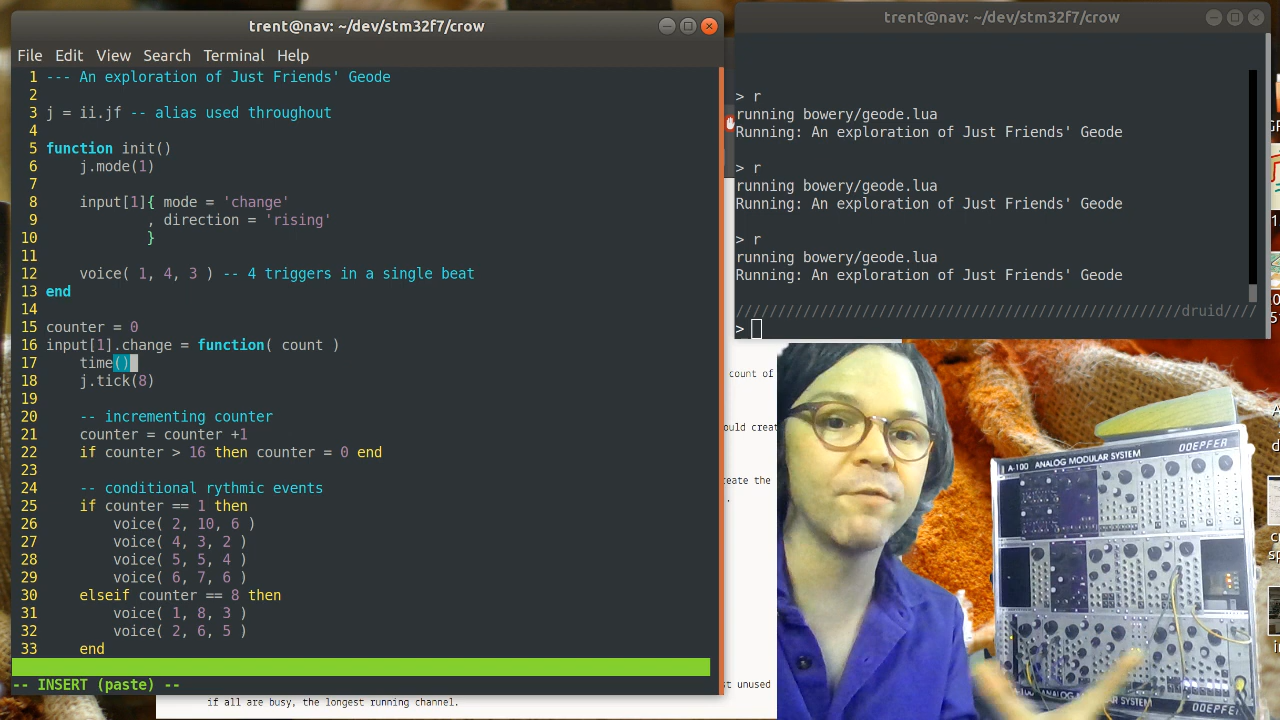 trent@nav: ~/dev/stm32f7/crow
File Edit View Search Terminal Help
1 --- An exploration of Just Friends' Geode
2
3 j = ii.jf -- alias used throughout
4
5 function init()
6 j.mode(1)
7
8 input[1]{ mode = 'change'
9 , direction = 'rising'
10 }
11
12 voice( 1, 4, 3 ) -- 4 triggers in a single beat
13 end
14
15 counter = 0
16 input[1].change = function( count )
17 time()
18 j.tick(8)
19
20 -- incrementing counter
21 counter = counter +1
22 if counter > 16 then counter = 0 end
23
24 -- conditional rythmic events
25 if counter == 1 then
26 voice( 2, 10, 6 )
27 voice( 4, 3, 2 )
28 voice( 5, 5, 4 )
29 voice( 6, 7, 6 )
30 elseif counter == 8 then
31 voice( 1, 8, 3 )
32 voice( 2, 6, 5 )
33 end
-- INSERT (paste) --
trent@nav: ~/dev/stm32f7/crow
> r
running bowery/geode.lua
Running: An exploration of Just Friends' Geode
> r
running bowery/geode.lua
Running: An exploration of Just Friends' Geode
> r
running bowery/geode.lua
Running: An exploration of Just Friends' Geode
/////////////////////////////////////////////////////druid////
>
count of
ould creat
eate the
st unused
if all are busy, the longest running channel.
A-100 ANALOG MODULAR SYSTEM DOEPFER
A-100 ANALOG MODULAR SYSTEM DOEPFER